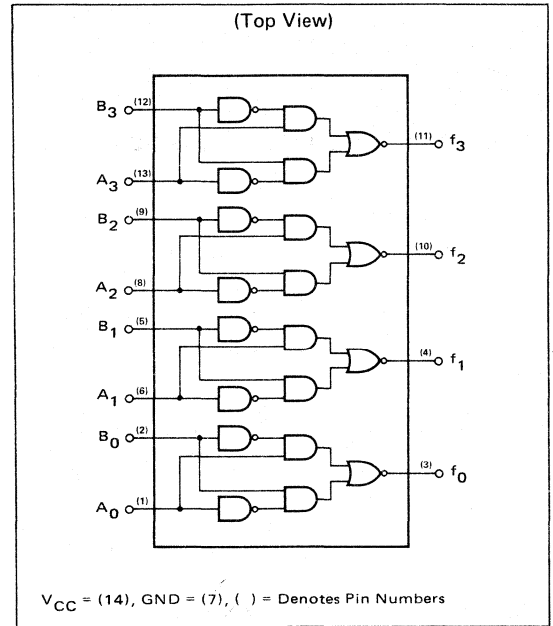 (Top View)
B3 (12)
(11) f3
A3 (13)
B2 (9)
(10) f2
A2 (8)
B1 (5)
(4) f1
A1 (6)
B0 (2)
(3) f0
A0 (1)
VCC = (14), GND = (7), ( ) = Denotes Pin Numbers